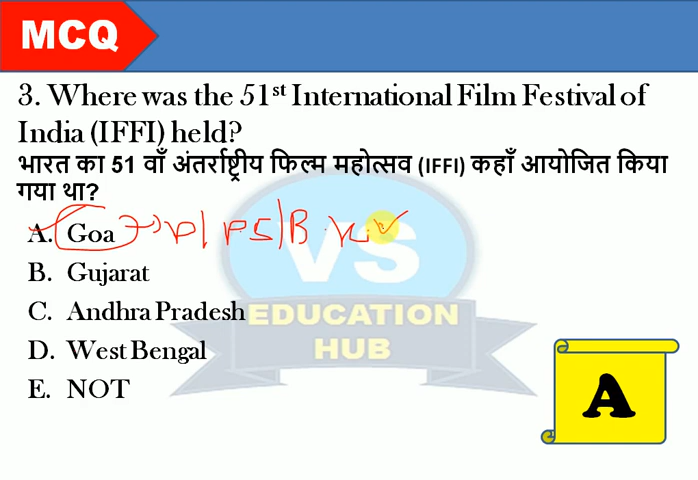 MCQ
3. Where was the 51st International Film Festival of
India (IFFI) held?
भारत का 51 वाँ अंतर्राष्ट्रीय फिल्म महोत्सव (IFFI) कहाँ आयोजित किया
गया था?
A. Goa
B. Gujarat
C. Andhra Pradesh
D. West Bengal
E. NOT
VS
EDUCATION
HUB
A